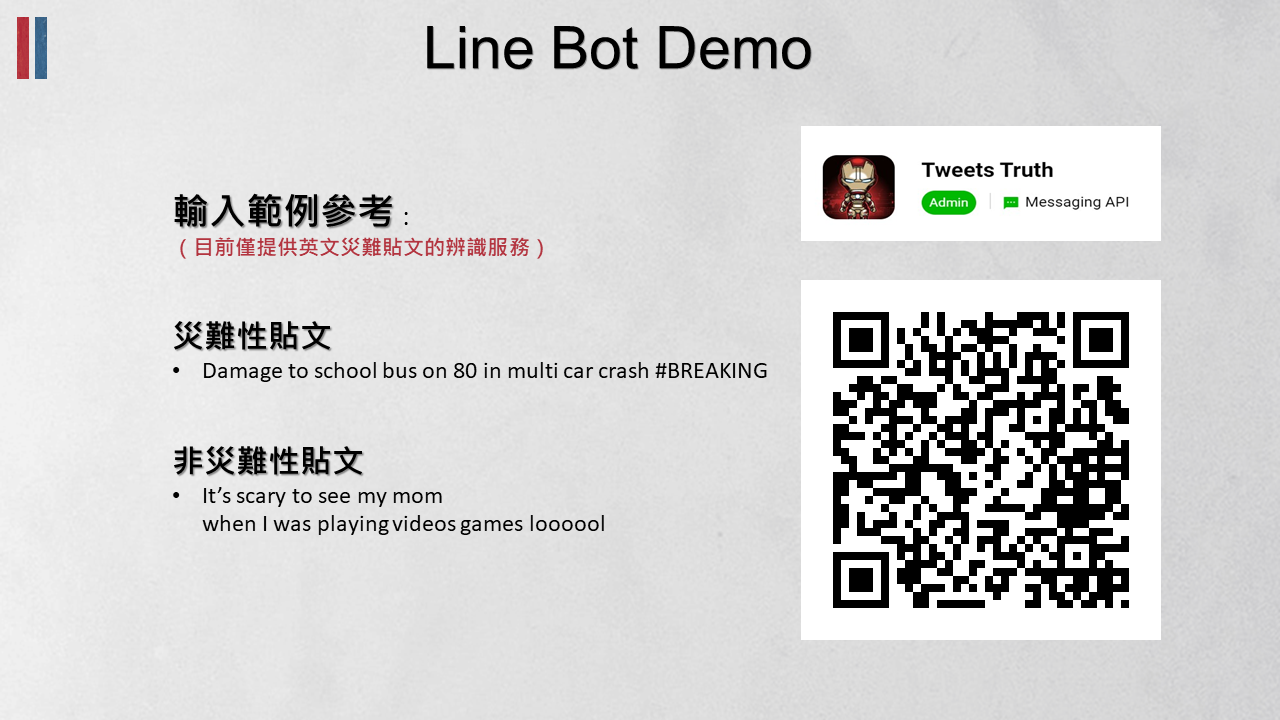 Line Bot Demo
輸入範例參考 :
（目前僅提供英文災難貼文的辨識服務）
災難性貼文
• Damage to school bus on 80 in multi car crash #BREAKING
非災難性貼文
• It’s scary to see my mom
when I was playing videos games loooool
Tweets Truth
Admin
Messaging API